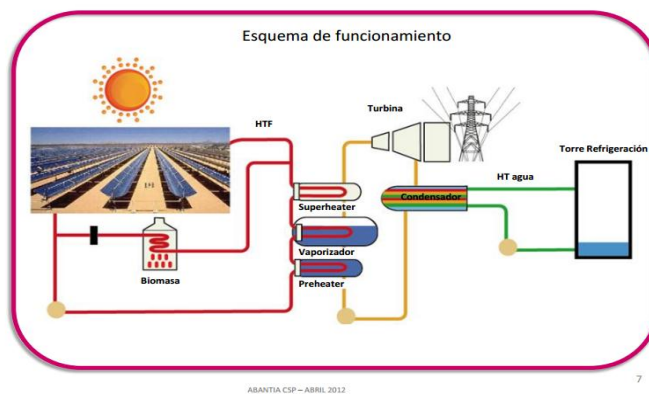 Esquema de funcionamiento
HTF
Turbina
Torre Refrigeración
HT agua
Superheater
Condensador
Vaporizador
Biomasa
Preheater
ABANTIA CSP – ABRIL 2012
7